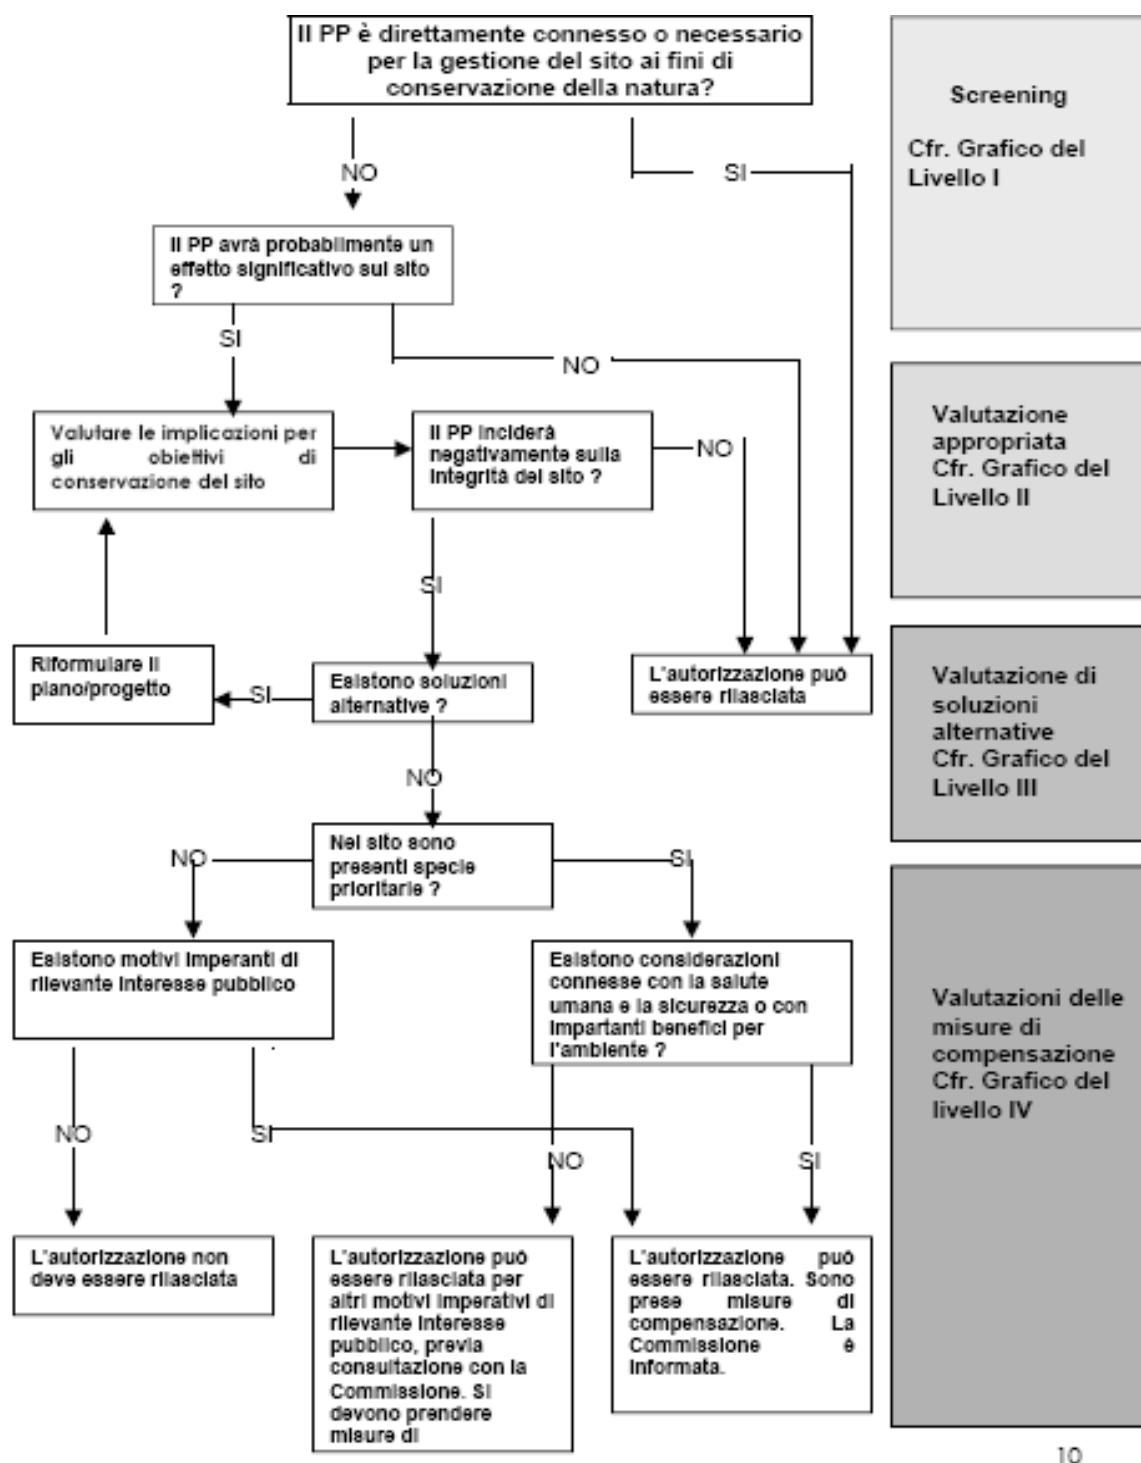 Il PP è direttamente connesso o necessario
per la gestione del sito ai fini di
conservazione della natura?
Screening
Cfr. Grafico del
Livello I
NO
SI
Il PP avrà probabilmente un
effetto significativo sul sito
?
SI
NO
Valutare le implicazioni per
gli obiettivi di
conservazione del sito
Il PP inciderà
negativamente sulla
integrità del sito ?
NO
Valutazione
appropriata
Cfr. Grafico del
Livello II
SI
Riformulare il
piano/progetto
SI
Esistono soluzioni
alternative ?
L'autorizzazione può
essere rilasciata
Valutazione di
soluzioni
alternative
Cfr. Grafico del
Livello III
NO
NO
Nel sito sono
presenti specie
prioritarie ?
SI
Esistono motivi imperanti di
rilevante interesse pubblico
Esistono considerazioni
connesse con la salute
umana e la sicurezza o con
impartanti benefici per
l'ambiente ?
Valutazioni delle
misure di
compensazione
Cfr. Grafico del
livello IV
NO
SI
NO
SI
L'autorizzazione non
deve essere rilasciata
L'autorizzazione può
essere rilasciata per
altri motivi imperativi di
rilevante interesse
pubblico, previa
consultazione con la
Commissione. Si
devono prendere
misure di
L'autorizzazione può
essere rilasciata. Sono
prese misure di
compensazione. La
Commissione è
informata.
10